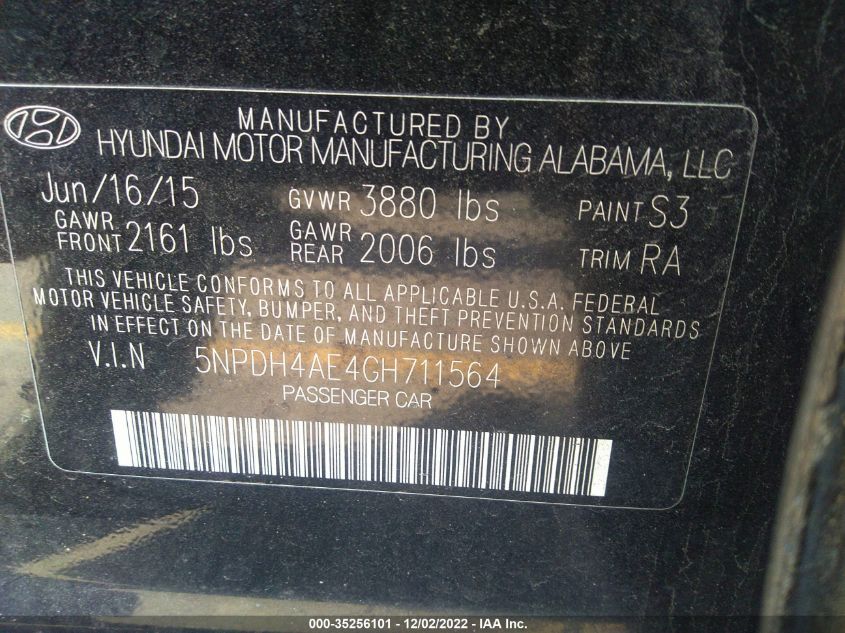 MANUFACTURED BY
HYUNDAI MOTOR MANUFACTURING ALABAMA, LLC
Jun/16/15 GVWR 3880 lbs PAINT S3
GAWR FRONT 2161 lbs GAWR REAR 2006 lbs TRIM RA
THIS VEHICLE CONFORMS TO ALL APPLICABLE U.S.A. FEDERAL
MOTOR VEHICLE SAFETY, BUMPER, AND THEFT PREVENTION STANDARDS
IN EFFECT ON THE DATE OF MANUFACTURE SHOWN ABOVE
V.I.N 5NPDH4AE4GH711564
PASSENGER CAR
000-35256101 - 12/02/2022 - IAA Inc.